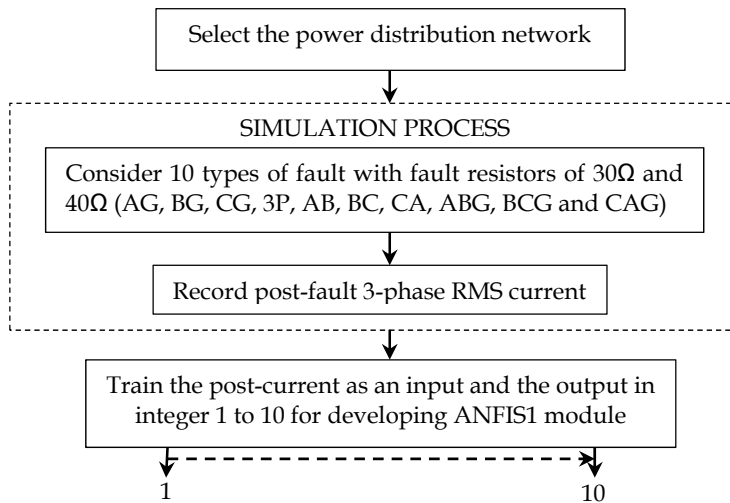 Select the power distribution network
SIMULATION PROCESS
Consider 10 types of fault with fault resistors of 30Ω and
40Ω (AG, BG, CG, 3P, AB, BC, CA, ABG, BCG and CAG)
Record post-fault 3-phase RMS current
Train the post-current as an input and the output in
integer 1 to 10 for developing ANFIS1 module
1
10